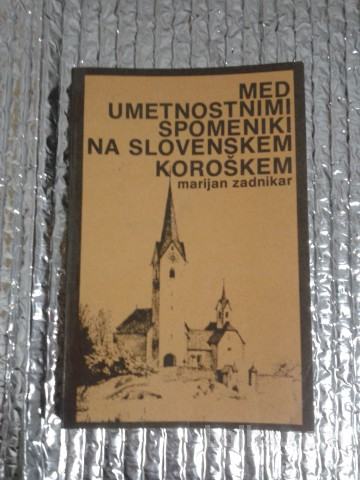 MED
UMETNOSTNIMI
SPOMENIKI
NA SLOVENSKEM
KOROŠKEM
marijan zadnikar